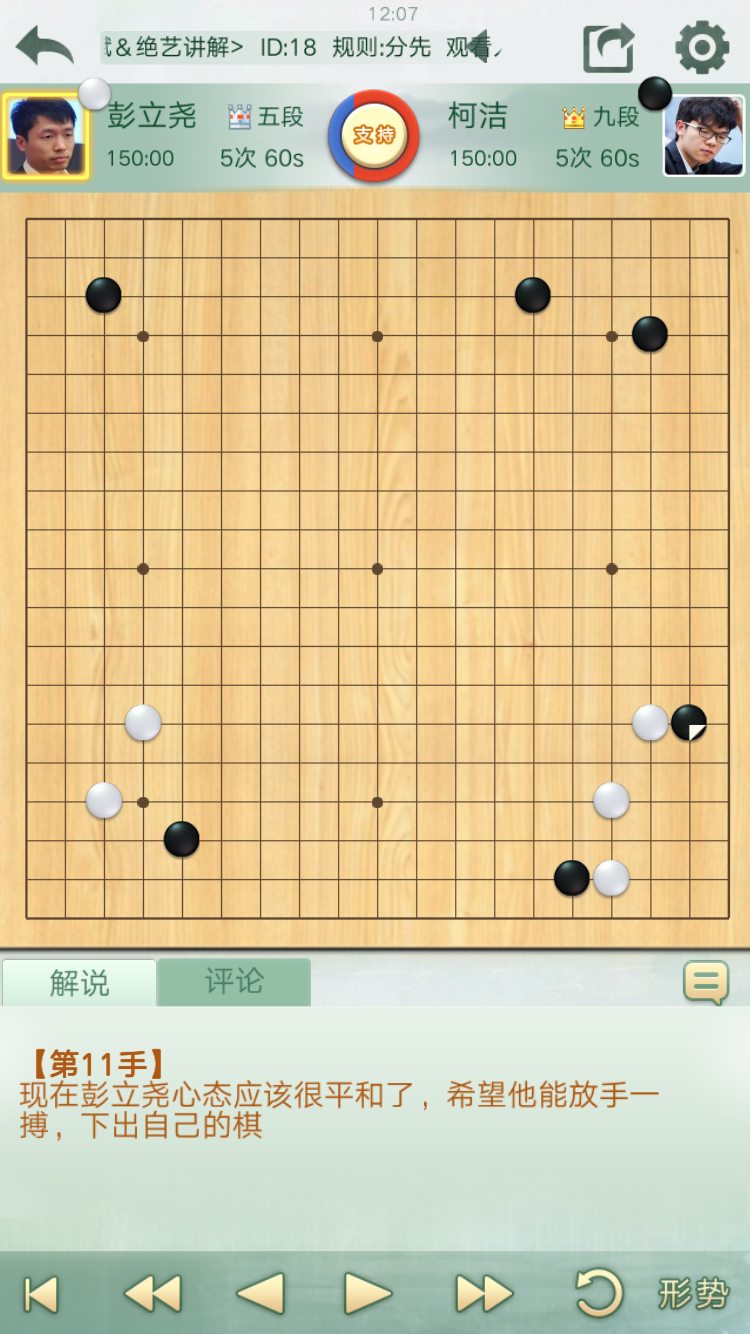 12:07
&绝艺讲解> ID:18 规则:分先 观看
彭立尧 五段 支持 柯洁 九段
150:00 5次 60s 150:00 5次 60s
解说 评论
【第11手】
现在彭立尧心态应该很平和了，希望他能放手一
搏，下出自己的棋
形势